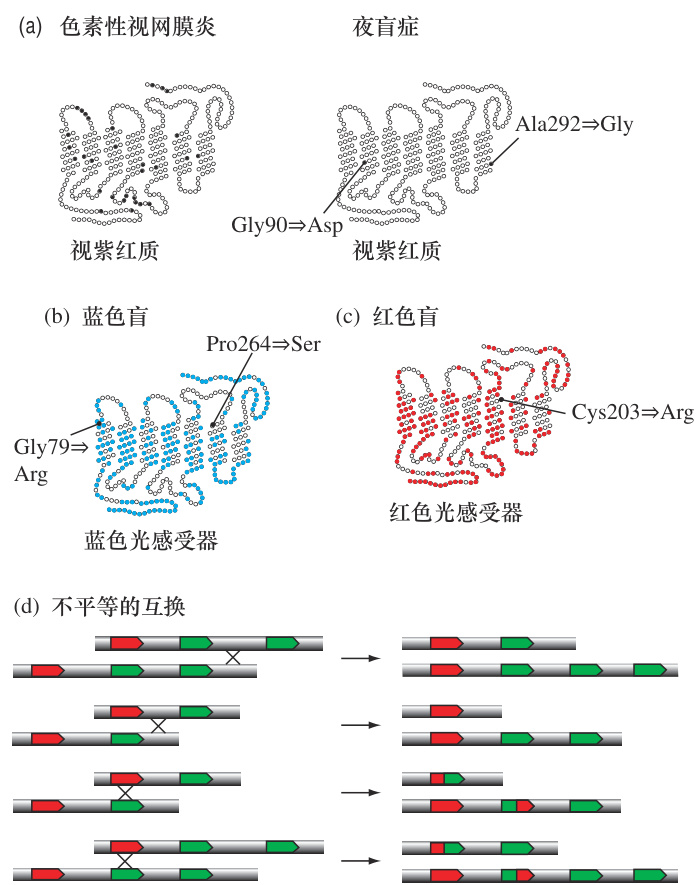 (a) 色素性视网膜炎
夜盲症
Ala292⇒Gly
Gly90⇒Asp
视紫红质
视紫红质
(b) 蓝色盲
(c) 红色盲
Pro264⇒Ser
Cys203⇒Arg
Gly79⇒
Arg
蓝色光感受器
红色光感受器
(d) 不平等的互换